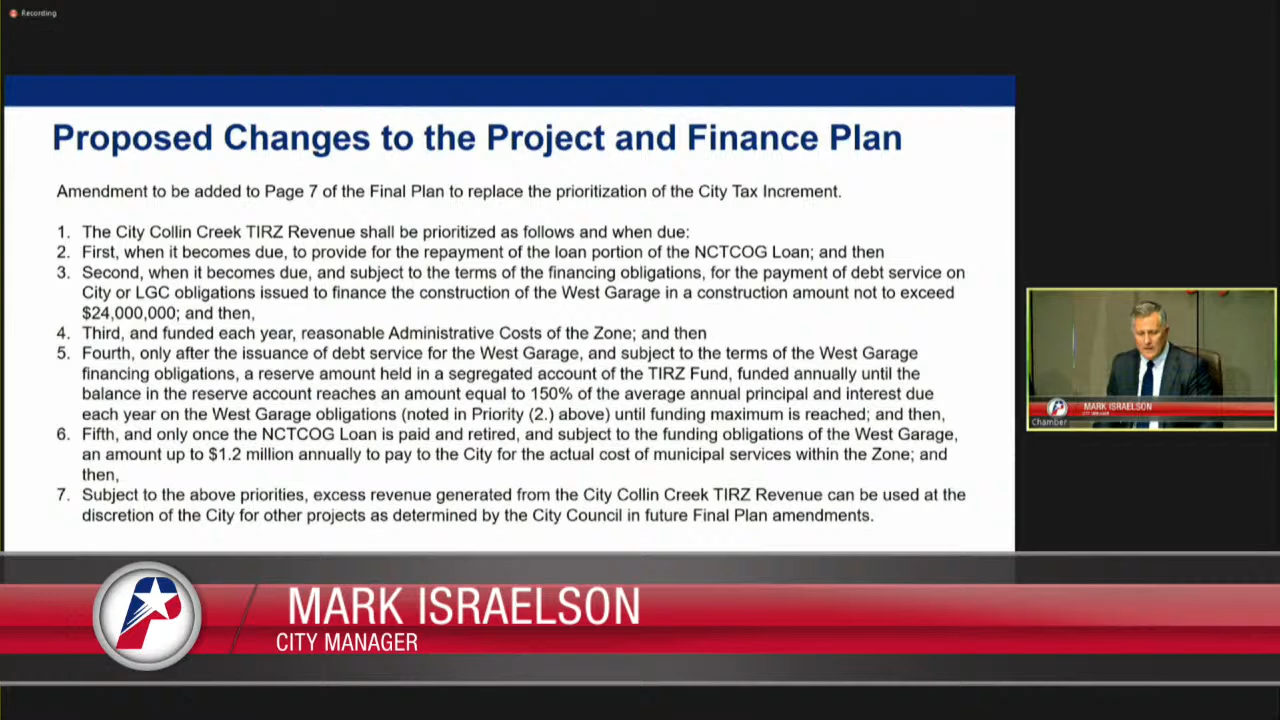 Recording
Proposed Changes to the Project and Finance Plan
Amendment to be added to Page 7 of the Final Plan to replace the prioritization of the City Tax Increment.
1. The City Collin Creek TIRZ Revenue shall be prioritized as follows and when due:
2. First, when it becomes due, to provide for the repayment of the loan portion of the NCTCOG Loan; and then
3. Second, when it becomes due, and subject to the terms of the financing obligations, for the payment of debt service on
City or LGC obligations issued to finance the construction of the West Garage in a construction amount not to exceed
$24,000,000; and then,
4. Third, and funded each year, reasonable Administrative Costs of the Zone; and then
5. Fourth, only after the issuance of debt service for the West Garage, and subject to the terms of the West Garage
financing obligations, a reserve amount held in a segregated account of the TIRZ Fund, funded annually until the
balance in the reserve account reaches an amount equal to 150% of the average annual principal and interest due
each year on the West Garage obligations (noted in Priority (2.) above) until funding maximum is reached; and then,
6. Fifth, and only once the NCTCOG Loan is paid and retired, and subject to the funding obligations of the West Garage,
an amount up to $1.2 million annually to pay to the City for the actual cost of municipal services within the Zone; and
then,
7. Subject to the above priorities, excess revenue generated from the City Collin Creek TIRZ Revenue can be used at the
discretion of the City for other projects as determined by the City Council in future Final Plan amendments.
MARK ISRAELSON
CITY MANAGER
Chamber
MARK ISRAELSON
CITY MANAGER